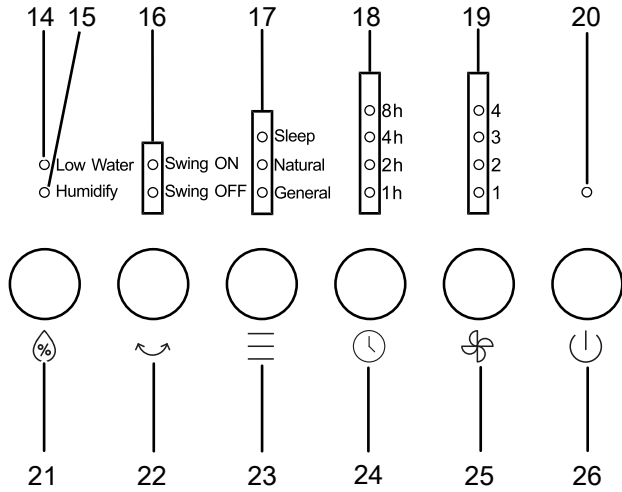 14 15 16 17 18 19 20
8h 4
Sleep 4h 3
Low Water Swing ON Natural 2h 2
Humidify Swing OFF General 1h 1
%
21 22 23 24 25 26